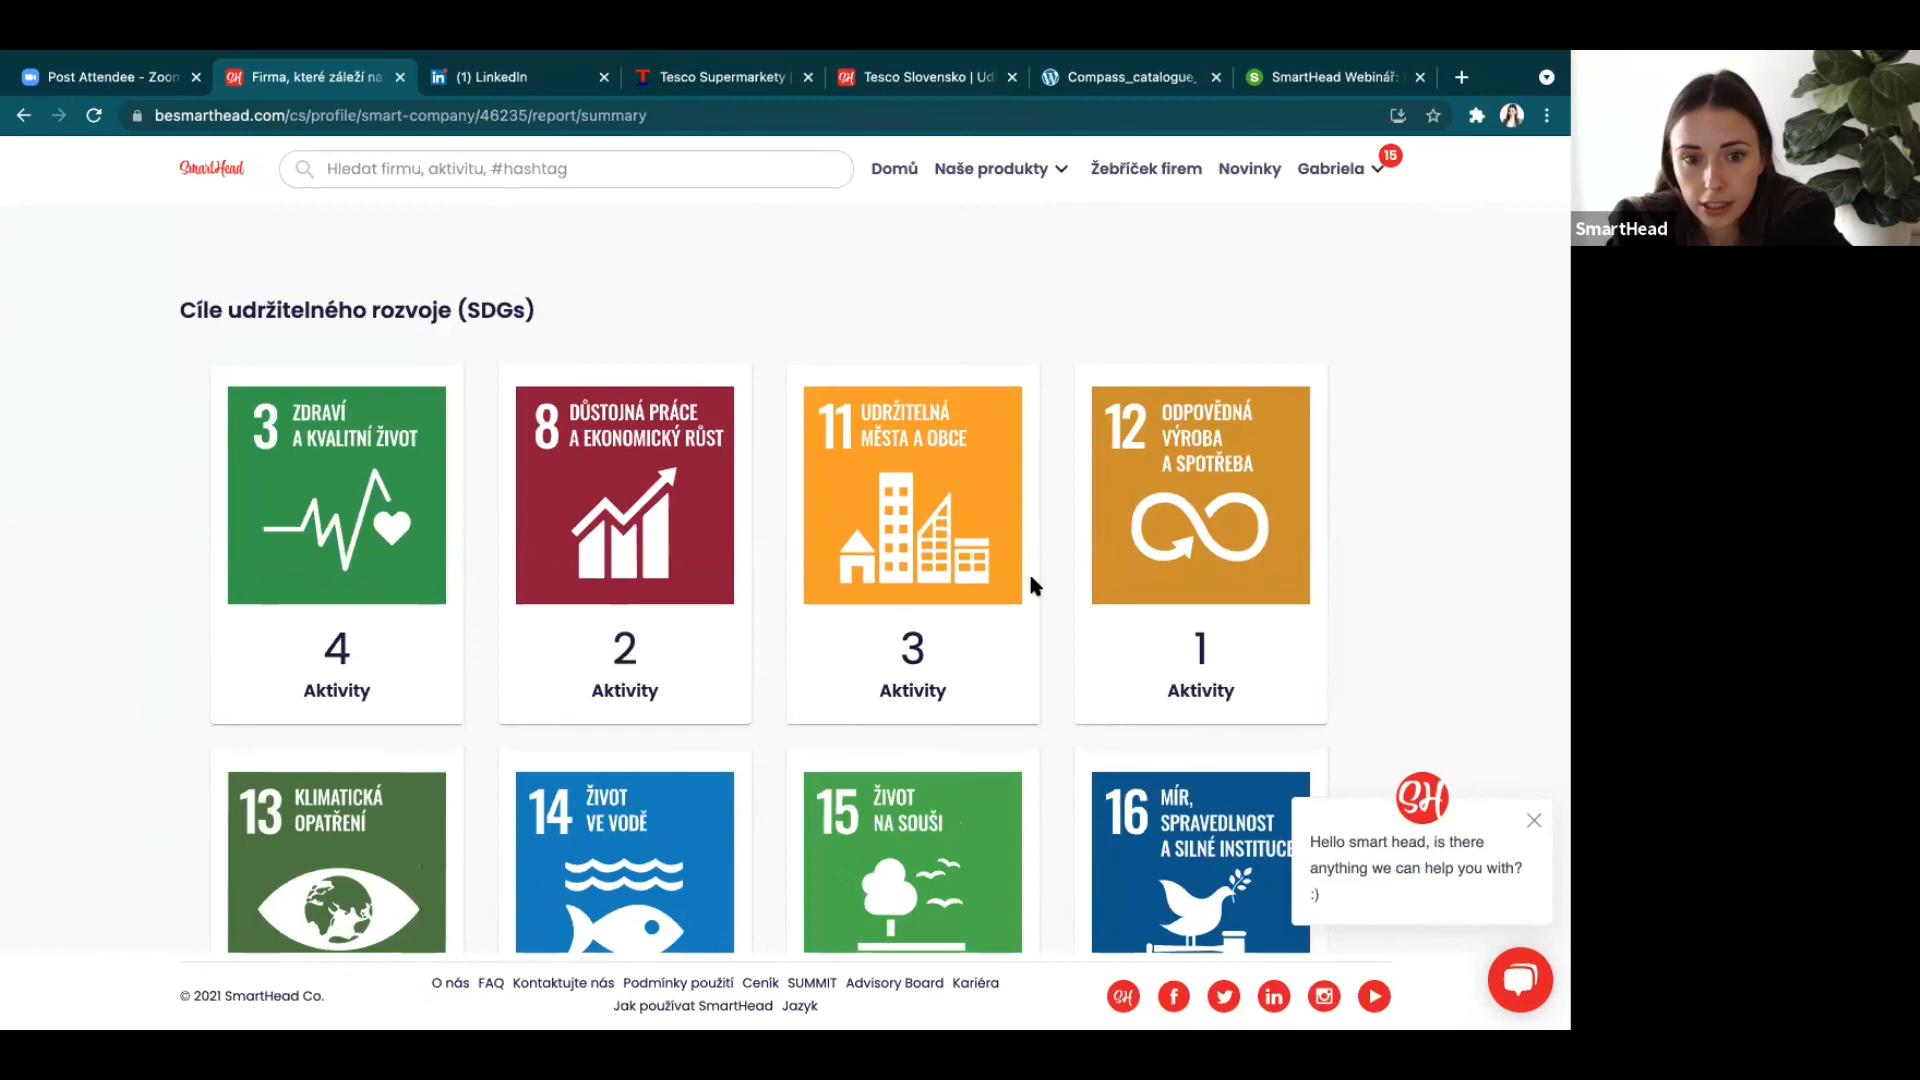 Post Attendee - Zoom
Firma, které záleží na
(1) LinkedIn
Tesco Supermarkety
Tesco Slovensko | Ud
Compass_catalogue_
SmartHead Webinář:
besmarthead.com/cs/profile/smart-company/46235/report/summary
SmartHead
Hledat firmu, aktivitu, #hashtag
Domů
Naše produkty
Žebříček firem
Novinky
Gabriela
15
SmartHead
Cíle udržitelného rozvoje (SDGs)
3 ZDRAVÍ
A KVALITNÍ ŽIVOT
4
Aktivity
8 DŮSTOJNÁ PRÁCE
A EKONOMICKÝ RŮST
2
Aktivity
11 UDRŽITELNÁ
MĚSTA A OBCE
3
Aktivity
12 ODPOVĚDNÁ
VÝROBA
A SPOTŘEBA
1
Aktivity
13 KLIMATICKÁ
OPATŘENÍ
14 ŽIVOT
VE VODĚ
15 ŽIVOT
NA SOUŠI
16 MÍR,
SPRAVEDLNOST
A SILNÉ INSTITUCE
SH
Hello smart head, is there
anything we can help you with?
:)
© 2021 SmartHead Co.
O nás FAQ Kontaktujte nás Podmínky použití Ceník SUMMIT Advisory Board Kariéra
Jak používat SmartHead Jazyk